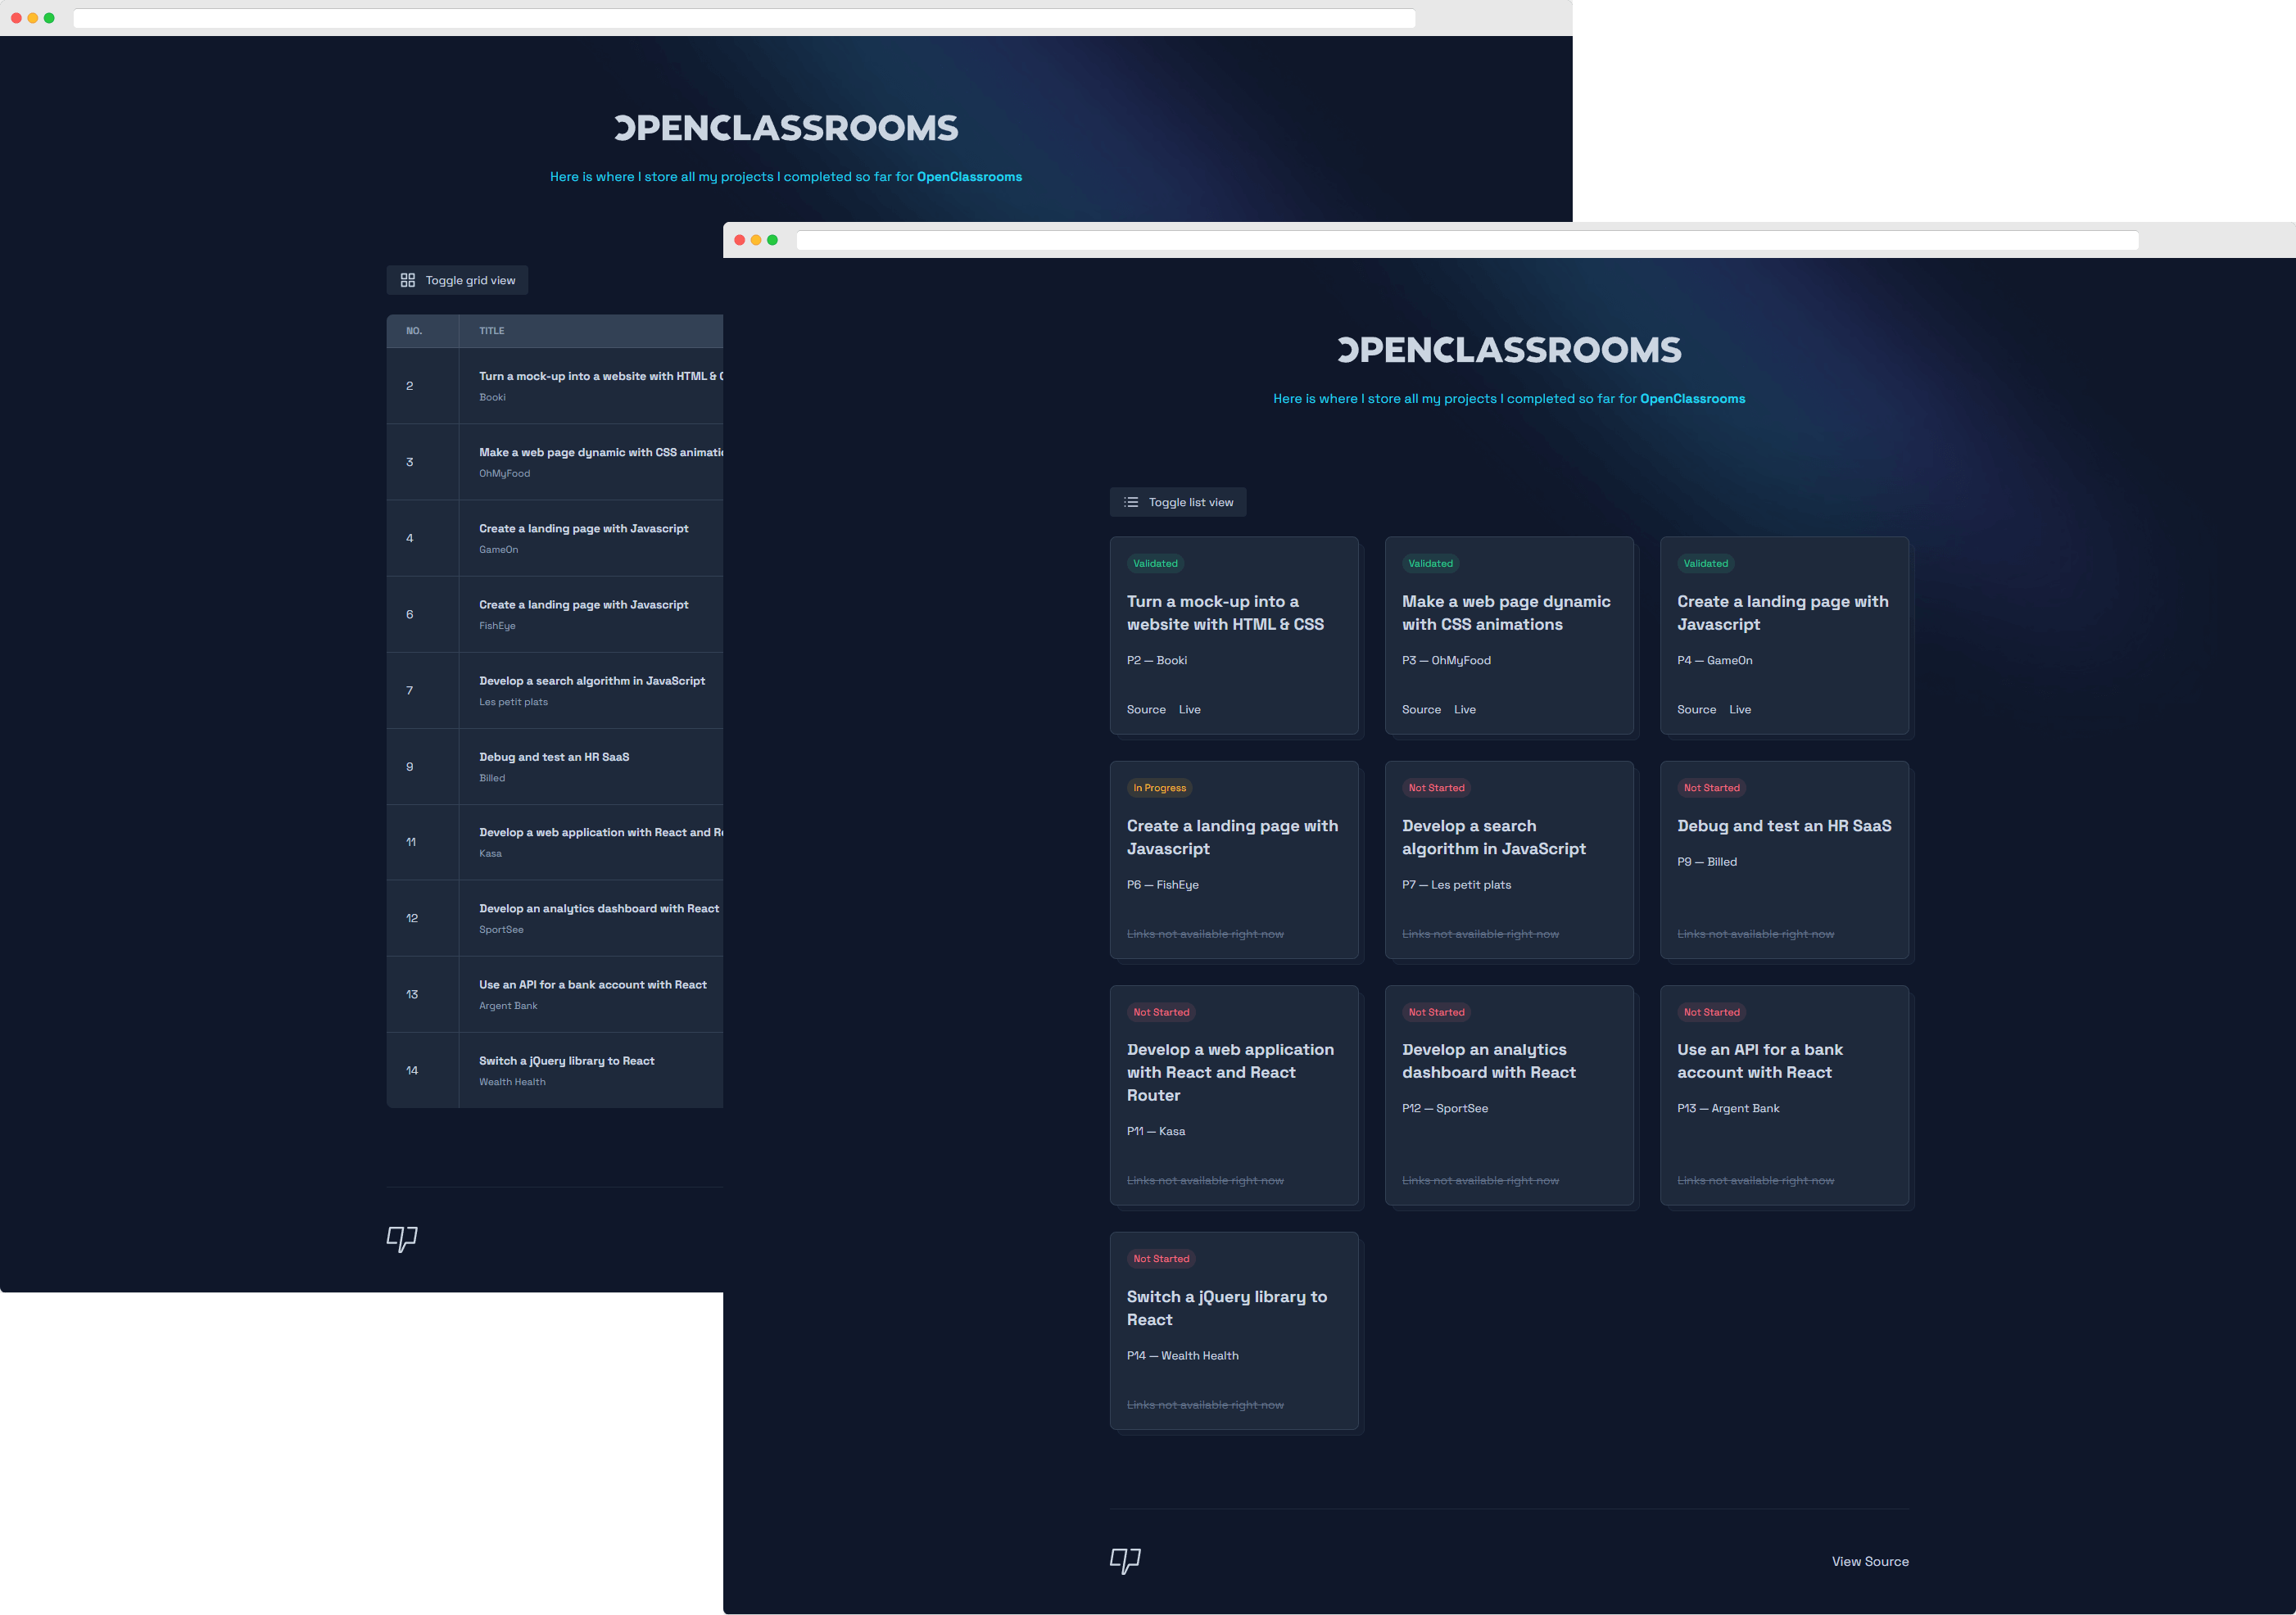 OPENCLASSROOMS
Here is where I store all my projects I completed so far for OpenClassrooms
Toggle grid view
NO. TITLE
2
Turn a mock-up into a website with HTML &
Booki
3
Make a web page dynamic with CSS
OhMyFood
4
Create a landing page with Javascript
GameOn
6
Create a landing page with Javascript
FishEye
7
Develop a search algorithm in JavaScript
Les petit plats
9
Debug and test an HR SaaS
Billed
11
Develop a web application with React and
Kasa
12
Develop an analytics dashboard with React
SportSee
13
Use an API for a bank account with React
Argent Bank
14
Switch a jQuery library to React
Wealth Health
OPENCLASSROOMS
Here is where I store all my projects I completed so far for OpenClassrooms
Toggle list view
Validated
Turn a mock-up into a
website with HTML & CSS
P2 — Booki
Source Live
Validated
Make a web page dynamic
with CSS animations
P3 — OhMyFood
Source Live
Validated
Create a landing page with
Javascript
P4 — GameOn
Source Live
In Progress
Create a landing page with
Javascript
P6 — FishEye
Links not available right now
Not Started
Develop a search
algorithm in JavaScript
P7 — Les petit plats
Links not available right now
Not Started
Debug and test an HR SaaS
P9 — Billed
Links not available right now
Not Started
Develop a web application
with React and React
Router
P11 — Kasa
Links not available right now
Not Started
Develop an analytics
dashboard with React
P12 — SportSee
Links not available right now
Not Started
Use an API for a bank
account with React
P13 — Argent Bank
Links not available right now
Not Started
Switch a jQuery library to
React
P14 — Wealth Health
Links not available right now
View Source